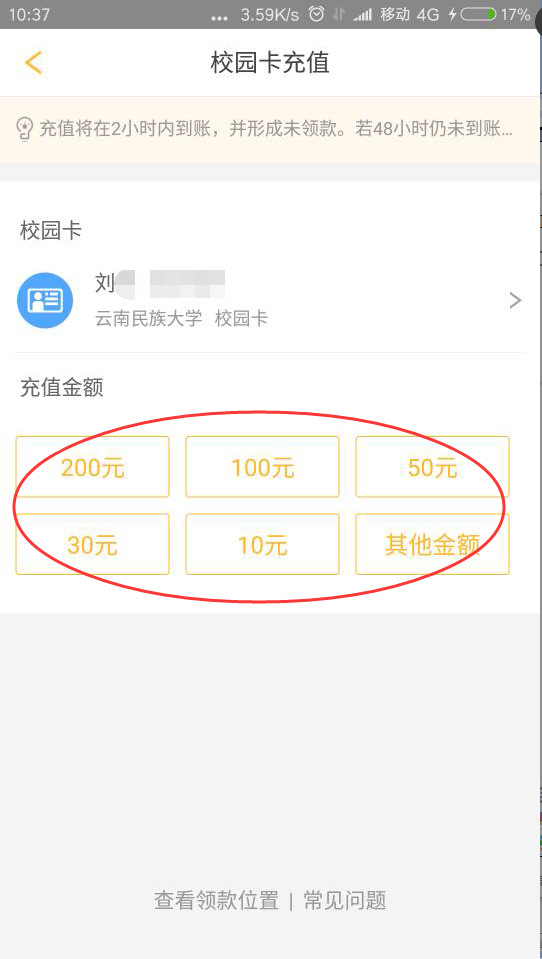 10:37 ... 3.59K/s 移动 4G 17%
校园卡充值
充值将在2小时内到账，并形成未领款。若48小时仍未到账...
校园卡
刘
云南民族大学 校园卡
充值金额
200元 100元 50元
30元 10元 其他金额
查看领款位置 | 常见问题